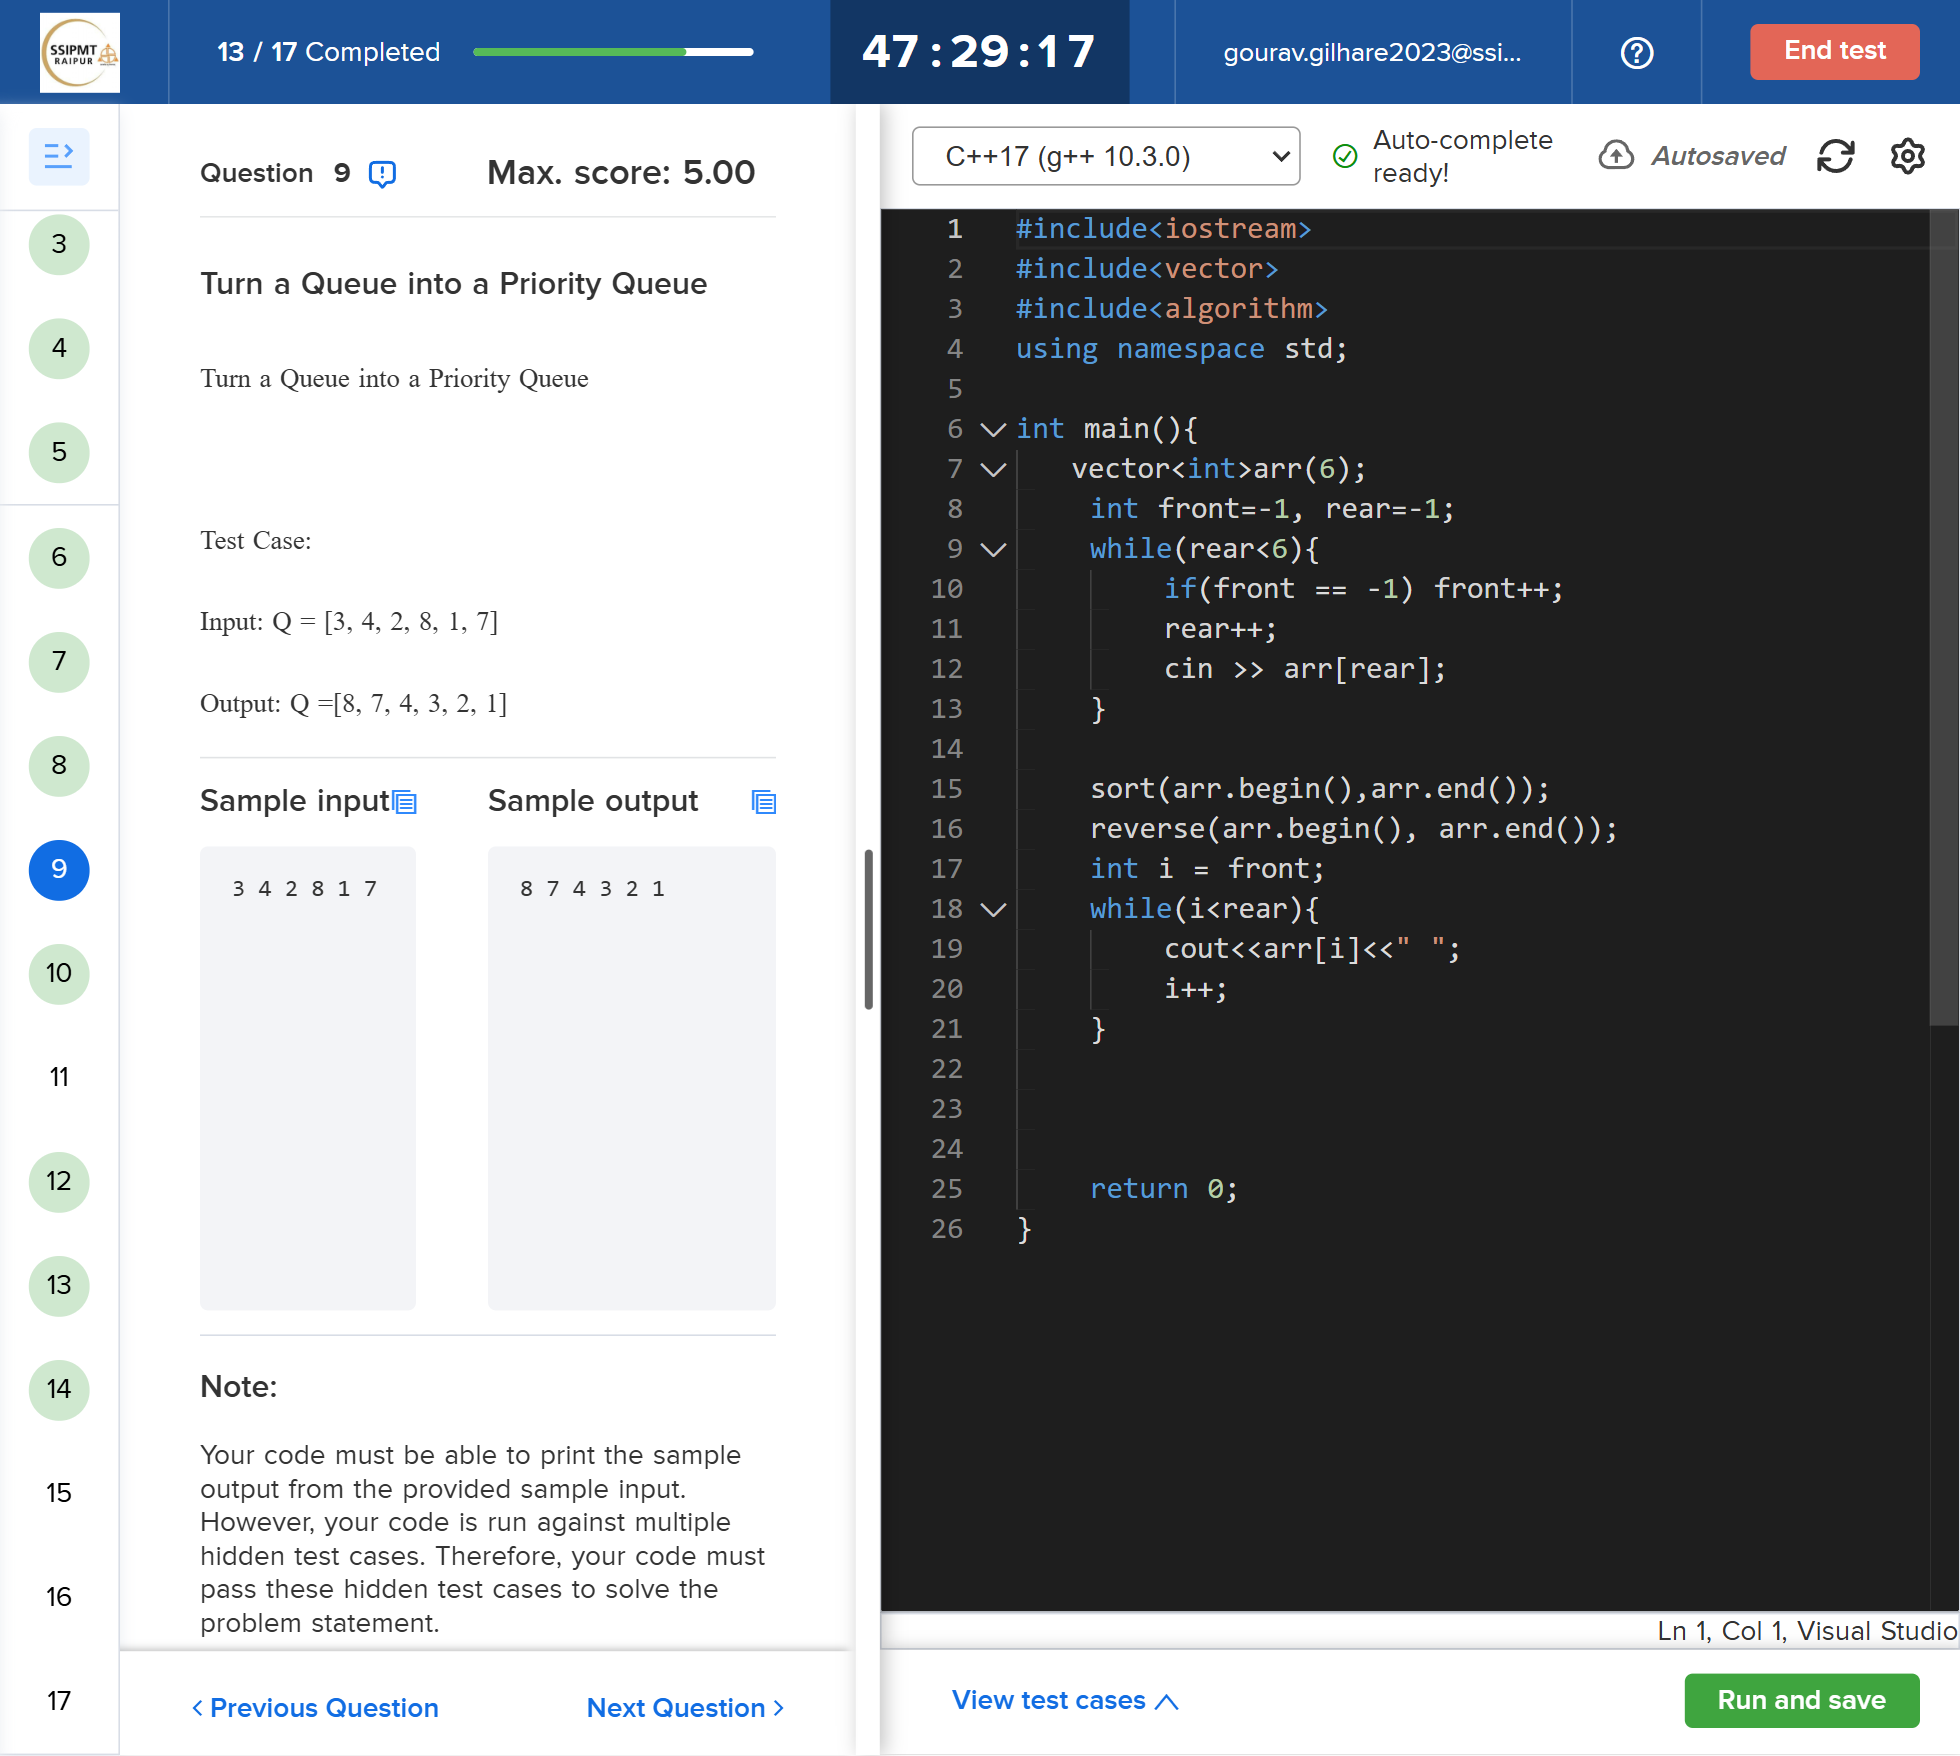 SSIPMT
RAIPUR
13 / 17 Completed
47:29:17
gourav.gilhare2023@ssi...
End test
3
4
5
6
7
8
9
10
11
12
13
14
15
16
17
Question 9
Max. score: 5.00
Turn a Queue into a Priority Queue
Turn a Queue into a Priority Queue
Test Case:
Input: Q = [3, 4, 2, 8, 1, 7]
Output: Q =[8, 7, 4, 3, 2, 1]
Sample input
Sample output
3 4 2 8 1 7
8 7 4 3 2 1
Note:
Your code must be able to print the sample
output from the provided sample input.
However, your code is run against multiple
hidden test cases. Therefore, your code must
pass these hidden test cases to solve the
problem statement.
< Previous Question
Next Question >
C++17 (g++ 10.3.0)
Auto-complete
ready!
Autosaved
1 #include<iostream>
2 #include<vector>
3 #include<algorithm>
4 using namespace std;
5
6 int main(){
7 vector<int>arr(6);
8 int front=-1, rear=-1;
9 while(rear<6){
10 if(front == -1) front++;
11 rear++;
12 cin >> arr[rear];
13 }
14
15 sort(arr.begin(),arr.end());
16 reverse(arr.begin(), arr.end());
17 int i = front;
18 while(i<rear){
19 cout<<arr[i]<<" ";
20 i++;
21 }
22
23
24
25 return 0;
26 }
Ln 1, Col 1, Visual Studio
View test cases
Run and save